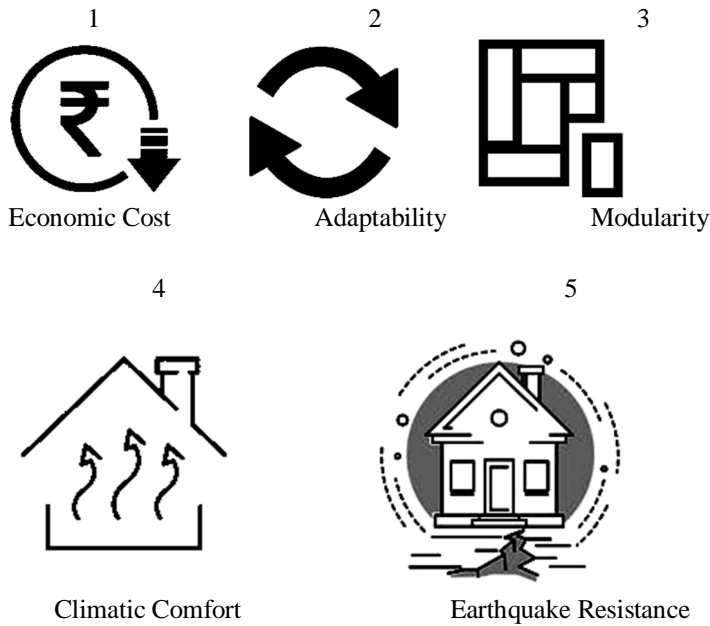 1 2 3
₹
Economic Cost Adaptability Modularity
4 5
Climatic Comfort Earthquake Resistance